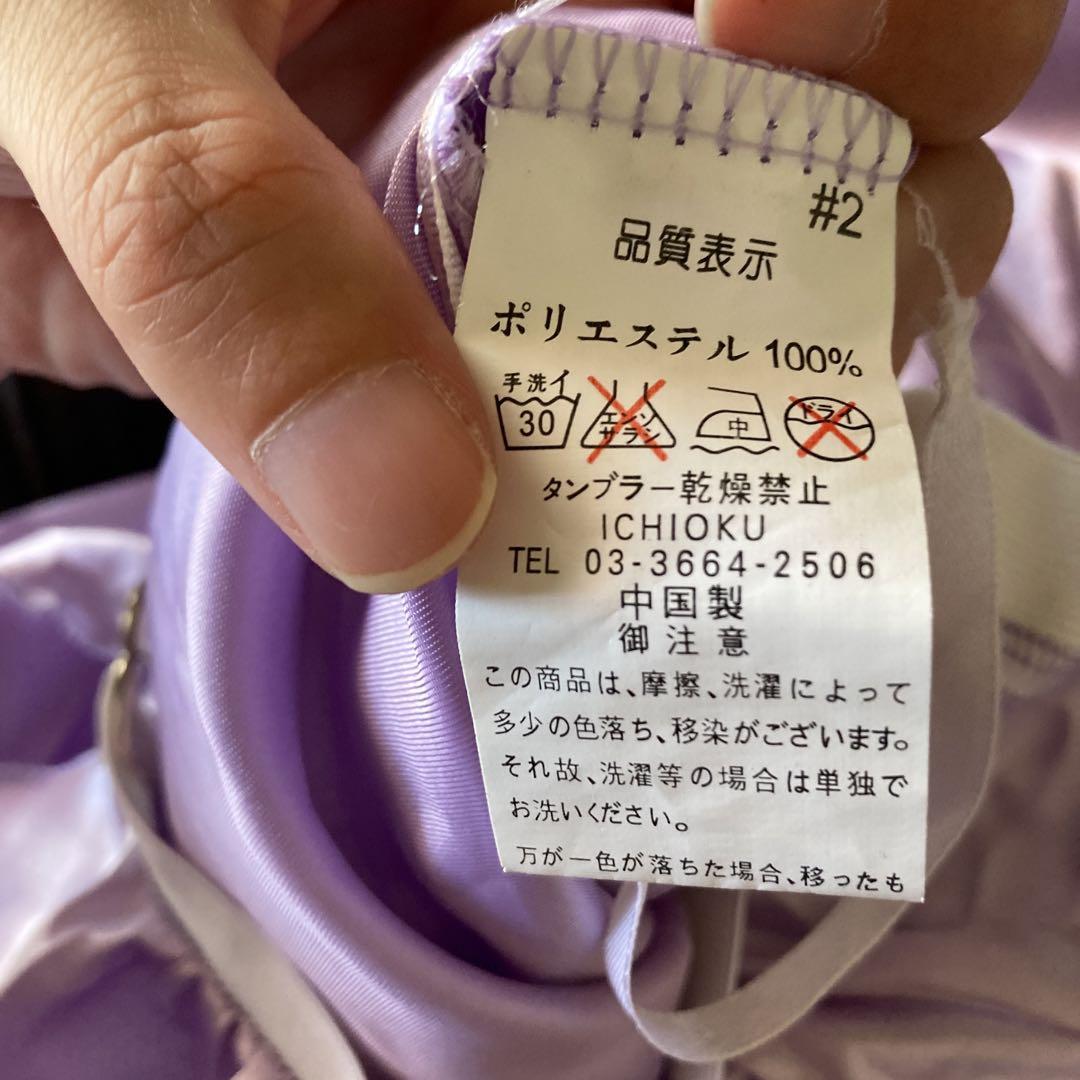 #2
品質表示
ポリエステル 100%
手洗イ 30 エンソサラシ 中 ドライ
タンブラー乾燥禁止
ICHIOKU
TEL 03-3664-2506
中国製
御注意
この商品は、摩擦、洗濯によって
多少の色落ち、移染がございます。
それ故、洗濯等の場合は単独で
お洗いください。
万が一色が落ちた場合、移ったも